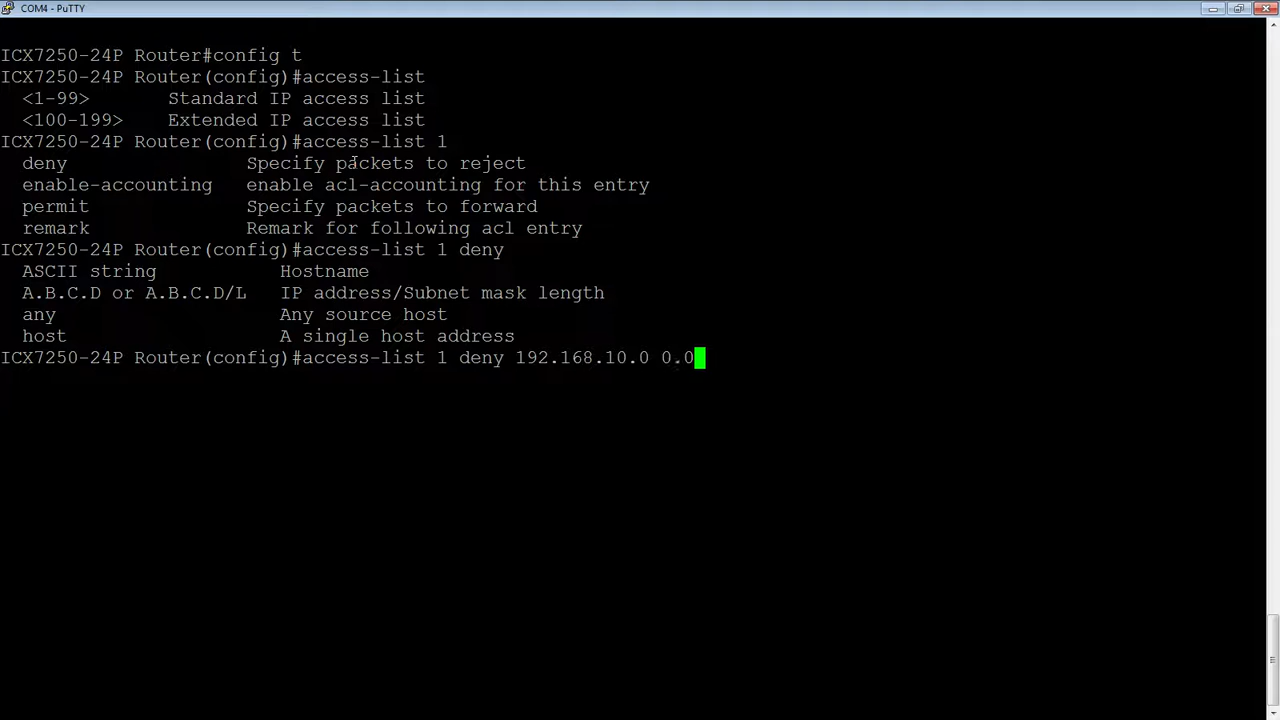 COM4 - PuTTY
ICX7250-24P Router#config t
ICX7250-24P Router(config)#access-list
<1-99> Standard IP access list
<100-199> Extended IP access list
ICX7250-24P Router(config)#access-list 1
deny Specify packets to reject
enable-accounting enable acl-accounting for this entry
permit Specify packets to forward
remark Remark for following acl entry
ICX7250-24P Router(config)#access-list 1 deny
ASCII string Hostname
A.B.C.D or A.B.C.D/L IP address/Subnet mask length
any Any source host
host A single host address
ICX7250-24P Router(config)#access-list 1 deny 192.168.10.0 0.0